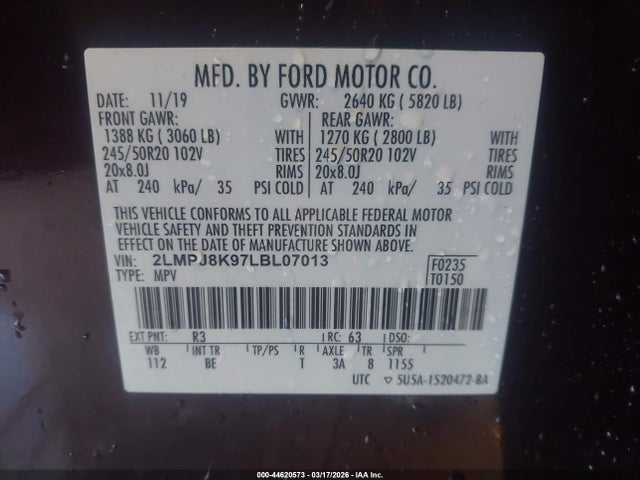 MFD. BY FORD MOTOR CO.
DATE: 11/19 GVWR: 2640 KG ( 5820 LB)
FRONT GAWR: REAR GAWR:
1388 KG ( 3060 LB) WITH 1270 KG ( 2800 LB) WITH
245/50R20 102V TIRES 245/50R20 102V TIRES
20x8.0J RIMS 20x8.0J RIMS
AT 240 kPa/ 35 PSI COLD AT 240 kPa/ 35 PSI COLD
THIS VEHICLE CONFORMS TO ALL APPLICABLE FEDERAL MOTOR
VEHICLE SAFETY AND THEFT PREVENTION STANDARDS IN
EFFECT ON THE DATE OF MANUFACTURE SHOWN ABOVE.
VIN: 2LMPJ8K97LBL07013 F0235
TYPE: MPV T0150
EXT PNT: R3 RC: 63 DSO:
WB INT TR TP/PS R AXLE TR SPR
112 BE T 3A 8 1155
UTC ▽ 5U5A-1520472-BA
000-44620573 — 03/17/2026 — IAA Inc.